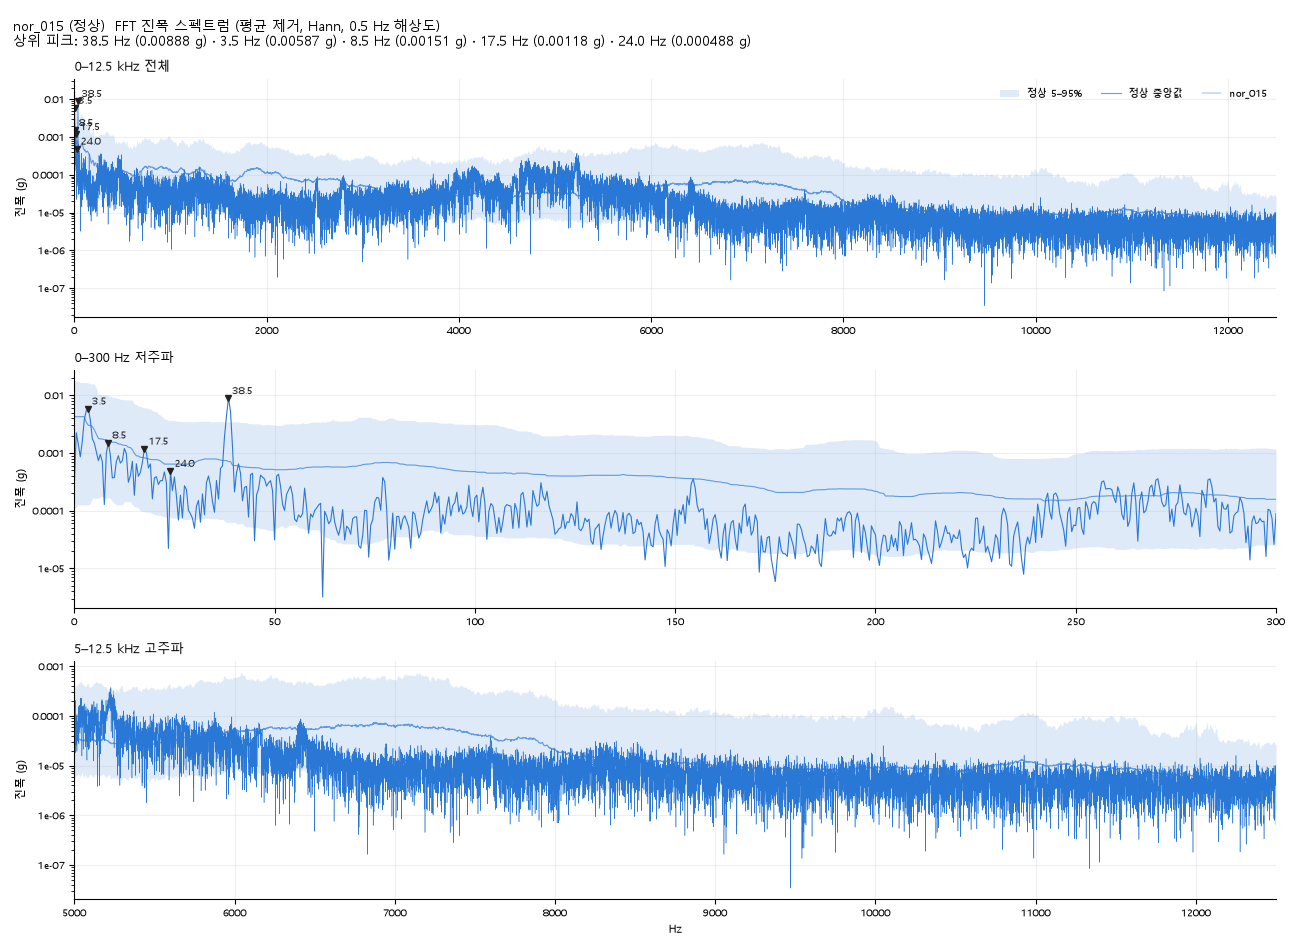 nor_015 (정상)  FFT 진폭 스펙트럼 (평균 제거, Hann, 0.5 Hz 해상도)
상위 피크: 38.5 Hz (0.00888 g) · 3.5 Hz (0.00587 g) · 8.5 Hz (0.00151 g) · 17.5 Hz (0.00118 g) · 24.0 Hz (0.000488 g)
0–12.5 kHz 전체
정상 5–95% 정상 중앙값 nor_015
38.5
3.5
8.5
17.5
24.0
진폭 (g)
0.01
0.001
0.0001
1e-05
1e-06
1e-07
0 2000 4000 6000 8000 10000 12000
0–300 Hz 저주파
38.5
3.5
8.5
17.5
24.0
진폭 (g)
0.01
0.001
0.0001
1e-05
0 50 100 150 200 250 300
5–12.5 kHz 고주파
진폭 (g)
0.001
0.0001
1e-05
1e-06
1e-07
5000 6000 7000 8000 9000 10000 11000 12000
Hz